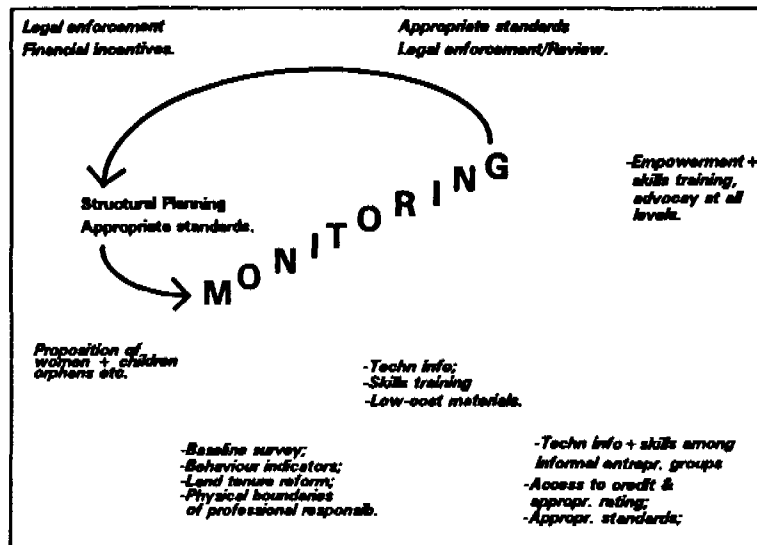 Legal enforcement
Financial incentives.
Appropriate standards
Legal enforcement/Review.
-Empowerment +
skills training,
advocay at all
levels.
Structural Planning
Appropriate standards.
MONITORING
Proposition of
women + children
orphens etc.
-Techn info;
-Skills training
-Low-cost materials.
-Baseline survey;
-Behaviour indicators;
-Land tenure reform;
-Physical boundaries
of professional responsib.
-Techn info + skills among
informal entrepr. groups
-Access to credit &
appropr. rating;
-Appropr. standards;